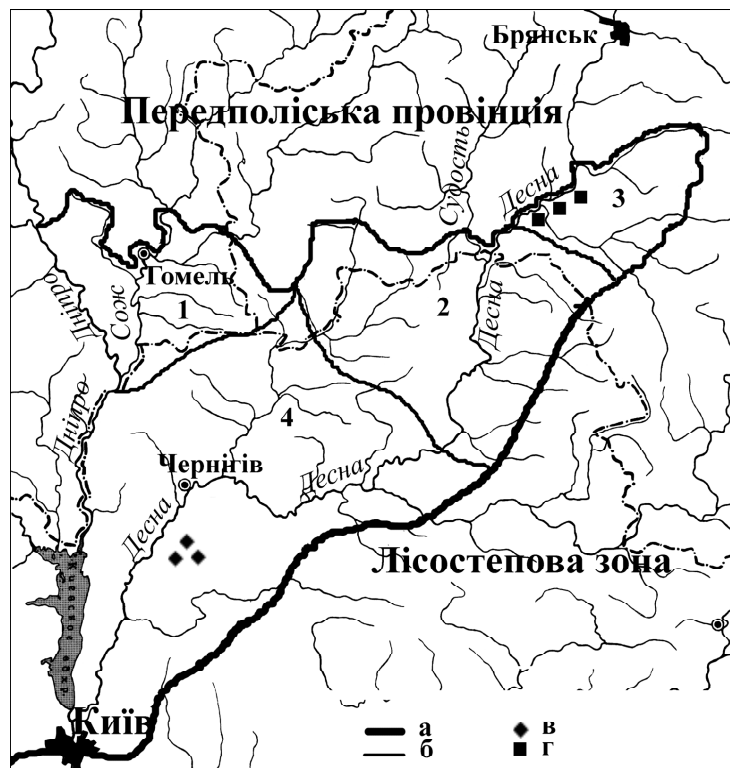 Брянськ
Передполіська провінція
Судость
Десна
3
Гомель
Дніпро
Сож
1
2
Десна
Дніпро
4
Чернігів
Десна
Десна
Лісостепова зона
Київ
а
б
в
г